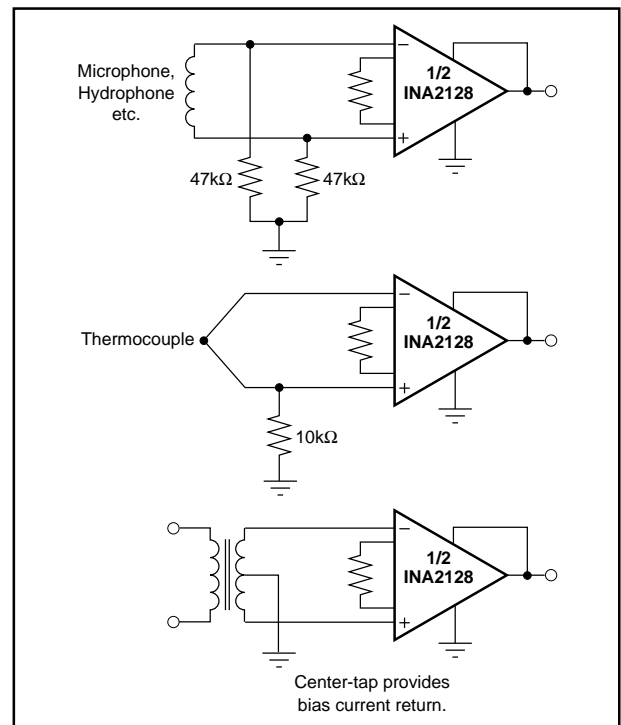 Microphone,
Hydrophone
etc.
−
1/2
INA2128
+
47kΩ
47kΩ
Thermocouple
−
1/2
INA2128
+
10kΩ
−
1/2
INA2128
+
Center-tap provides
bias current return.